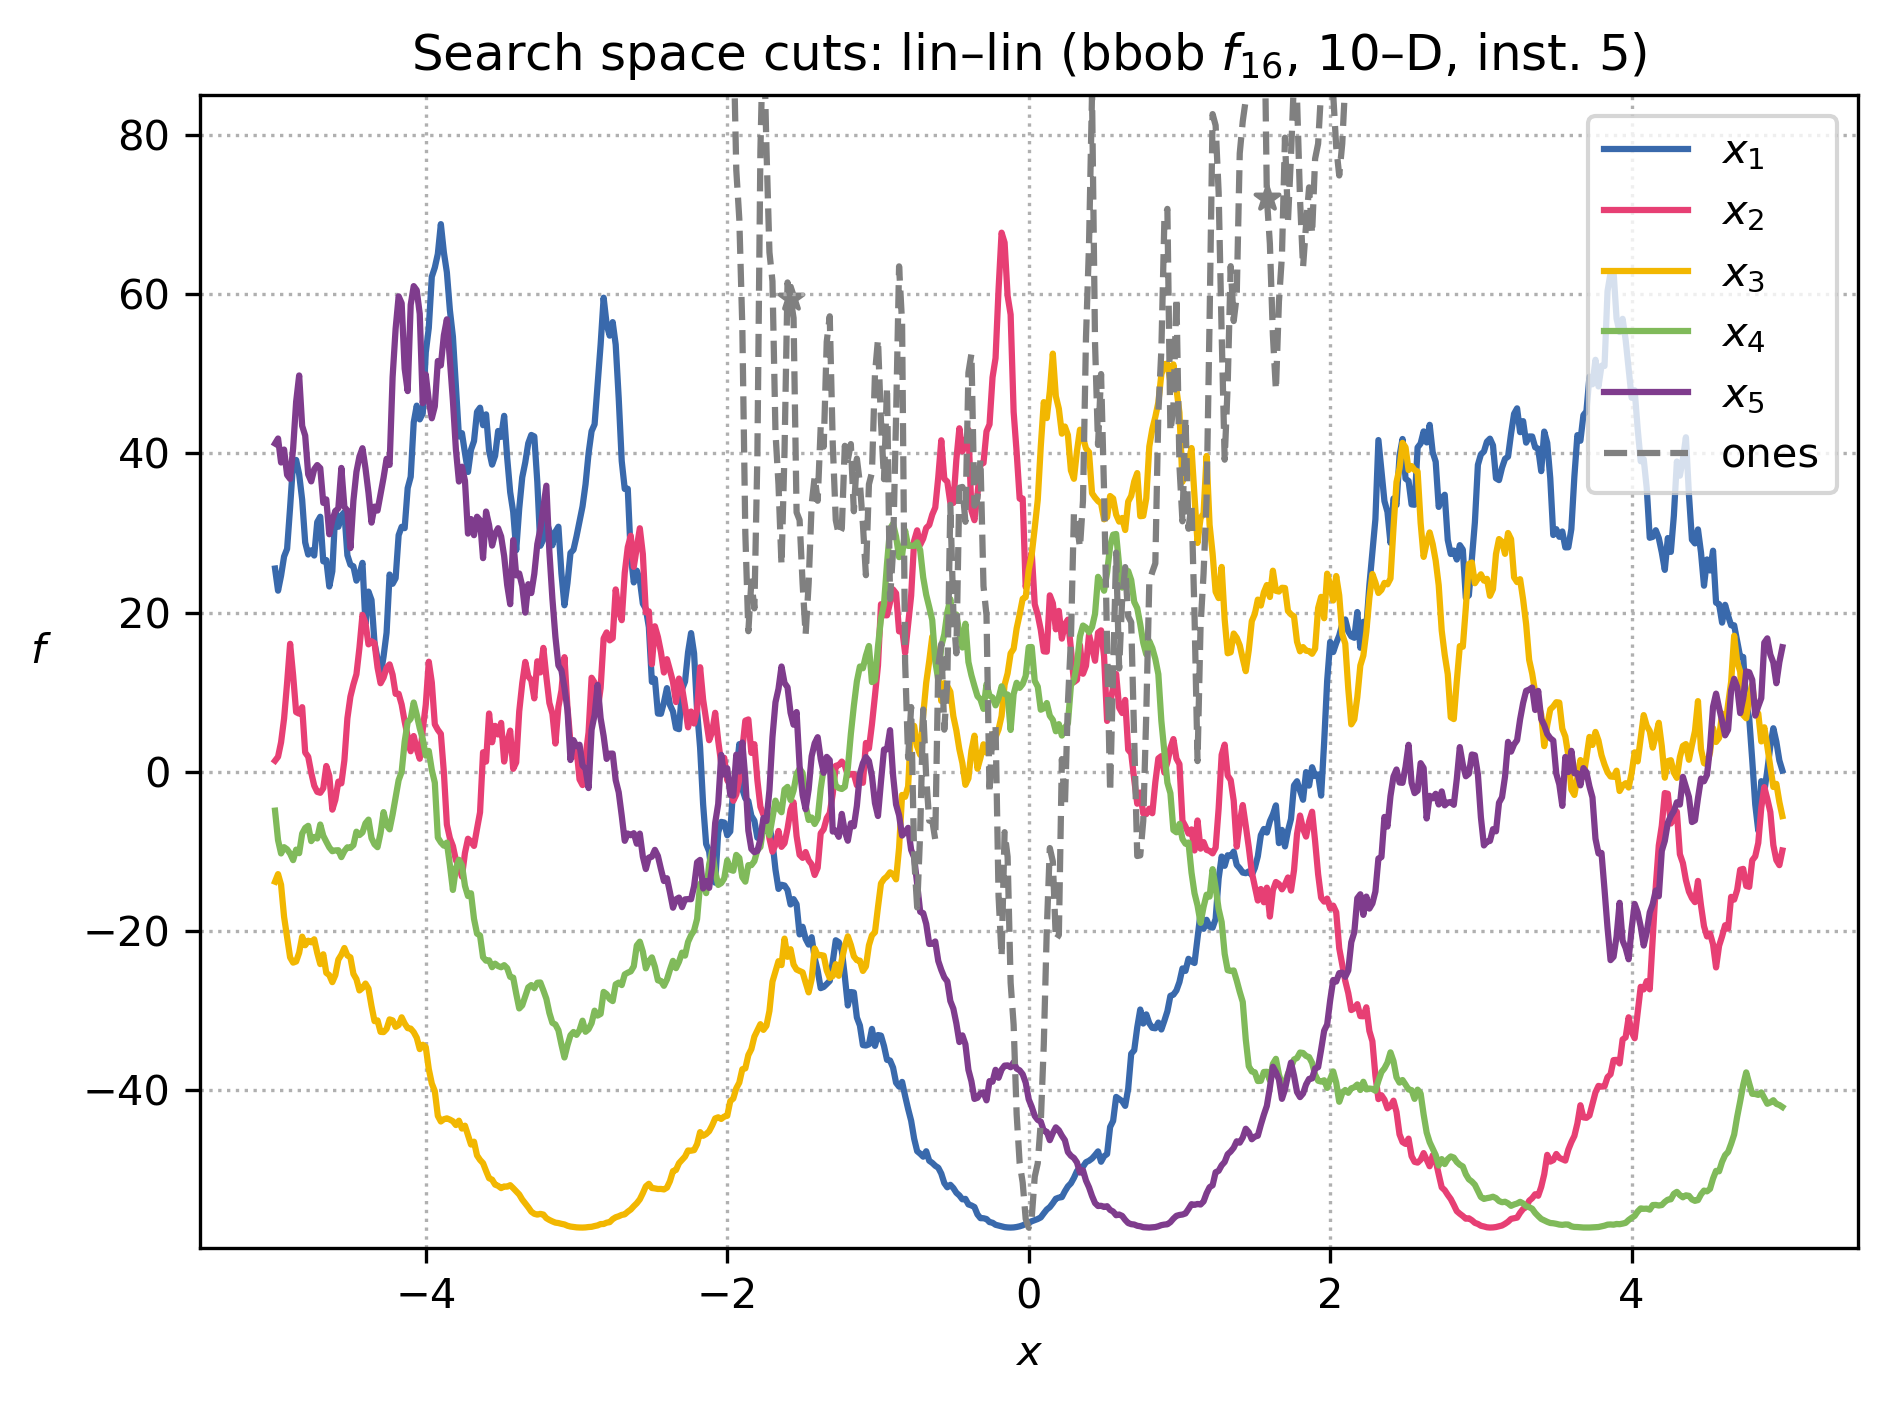 Search space cuts: lin–lin (bbob f16, 10–D, inst. 5)
80
60
40
20
0
−20
−40
f
−4
−2
0
2
4
x
x1
x2
x3
x4
x5
ones